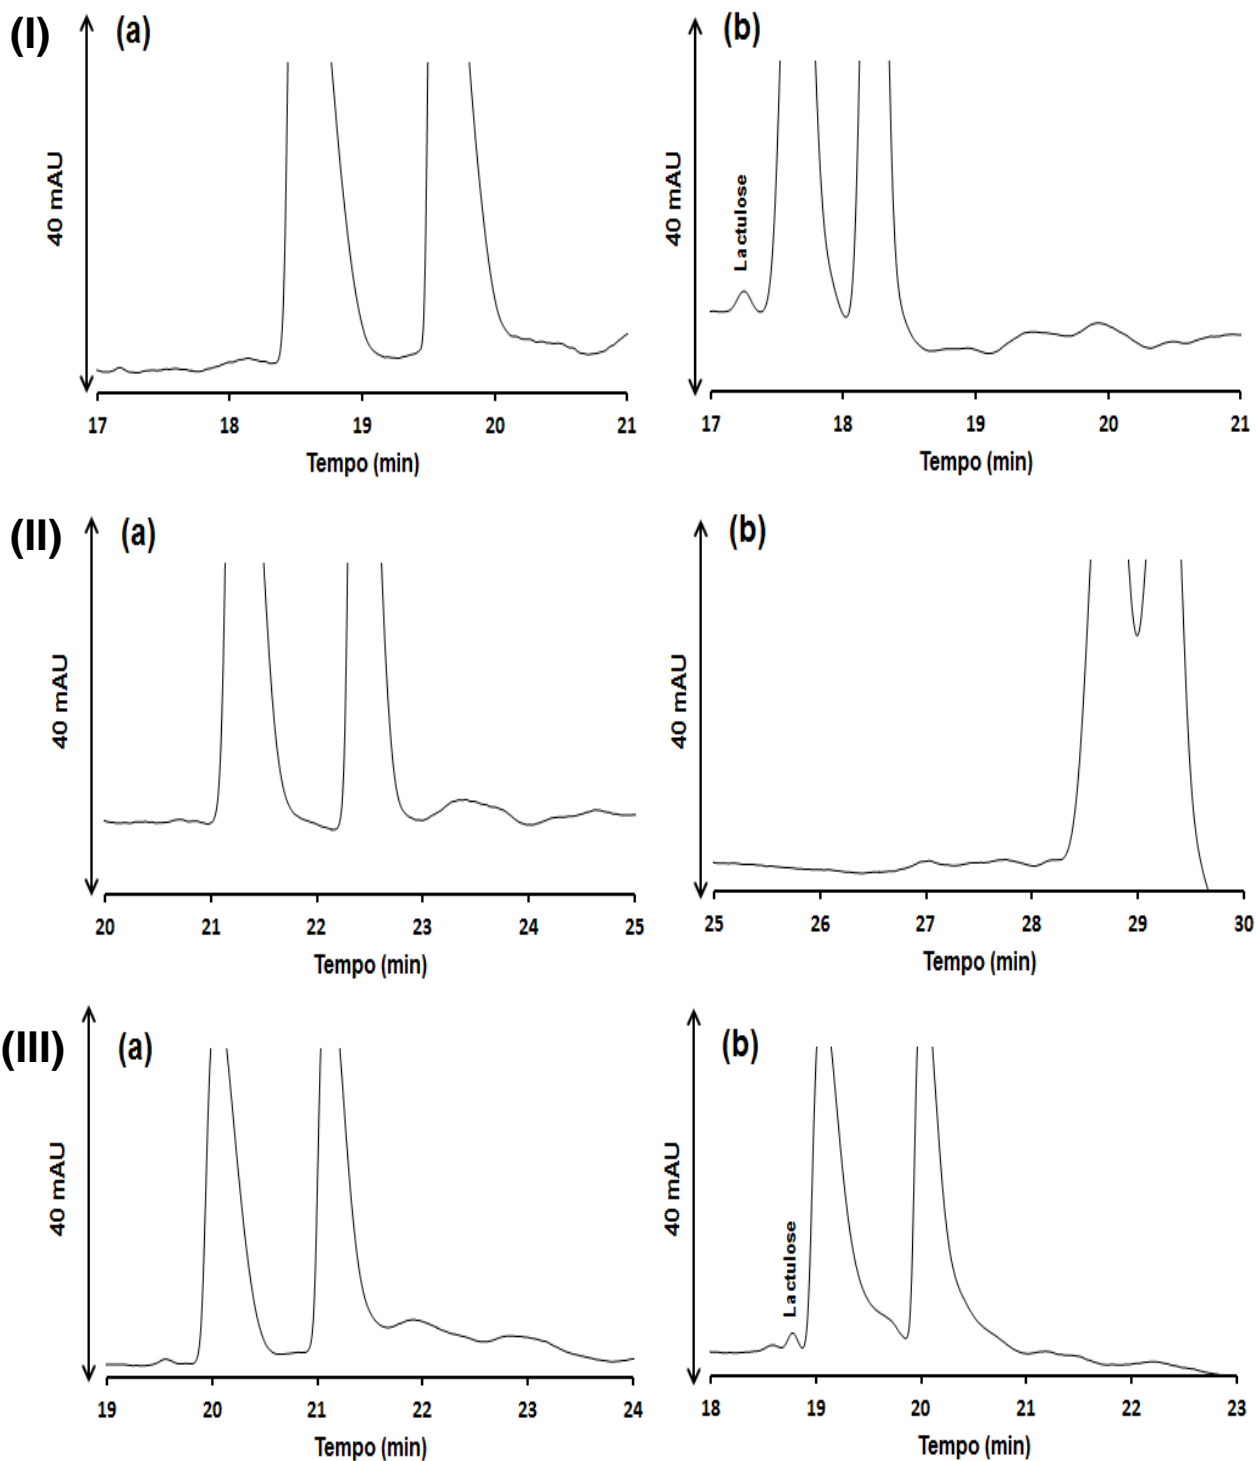 (I)
(a)
40 mAU
17 18 19 20 21
Tempo (min)
(b)
40 mAU
Lactulose
17 18 19 20 21
Tempo (min)
(II)
(a)
40 mAU
20 21 22 23 24 25
Tempo (min)
(b)
40 mAU
25 26 27 28 29 30
Tempo (min)
(III)
(a)
40 mAU
19 20 21 22 23 24
Tempo (min)
(b)
40 mAU
Lactulose
18 19 20 21 22 23
Tempo (min)